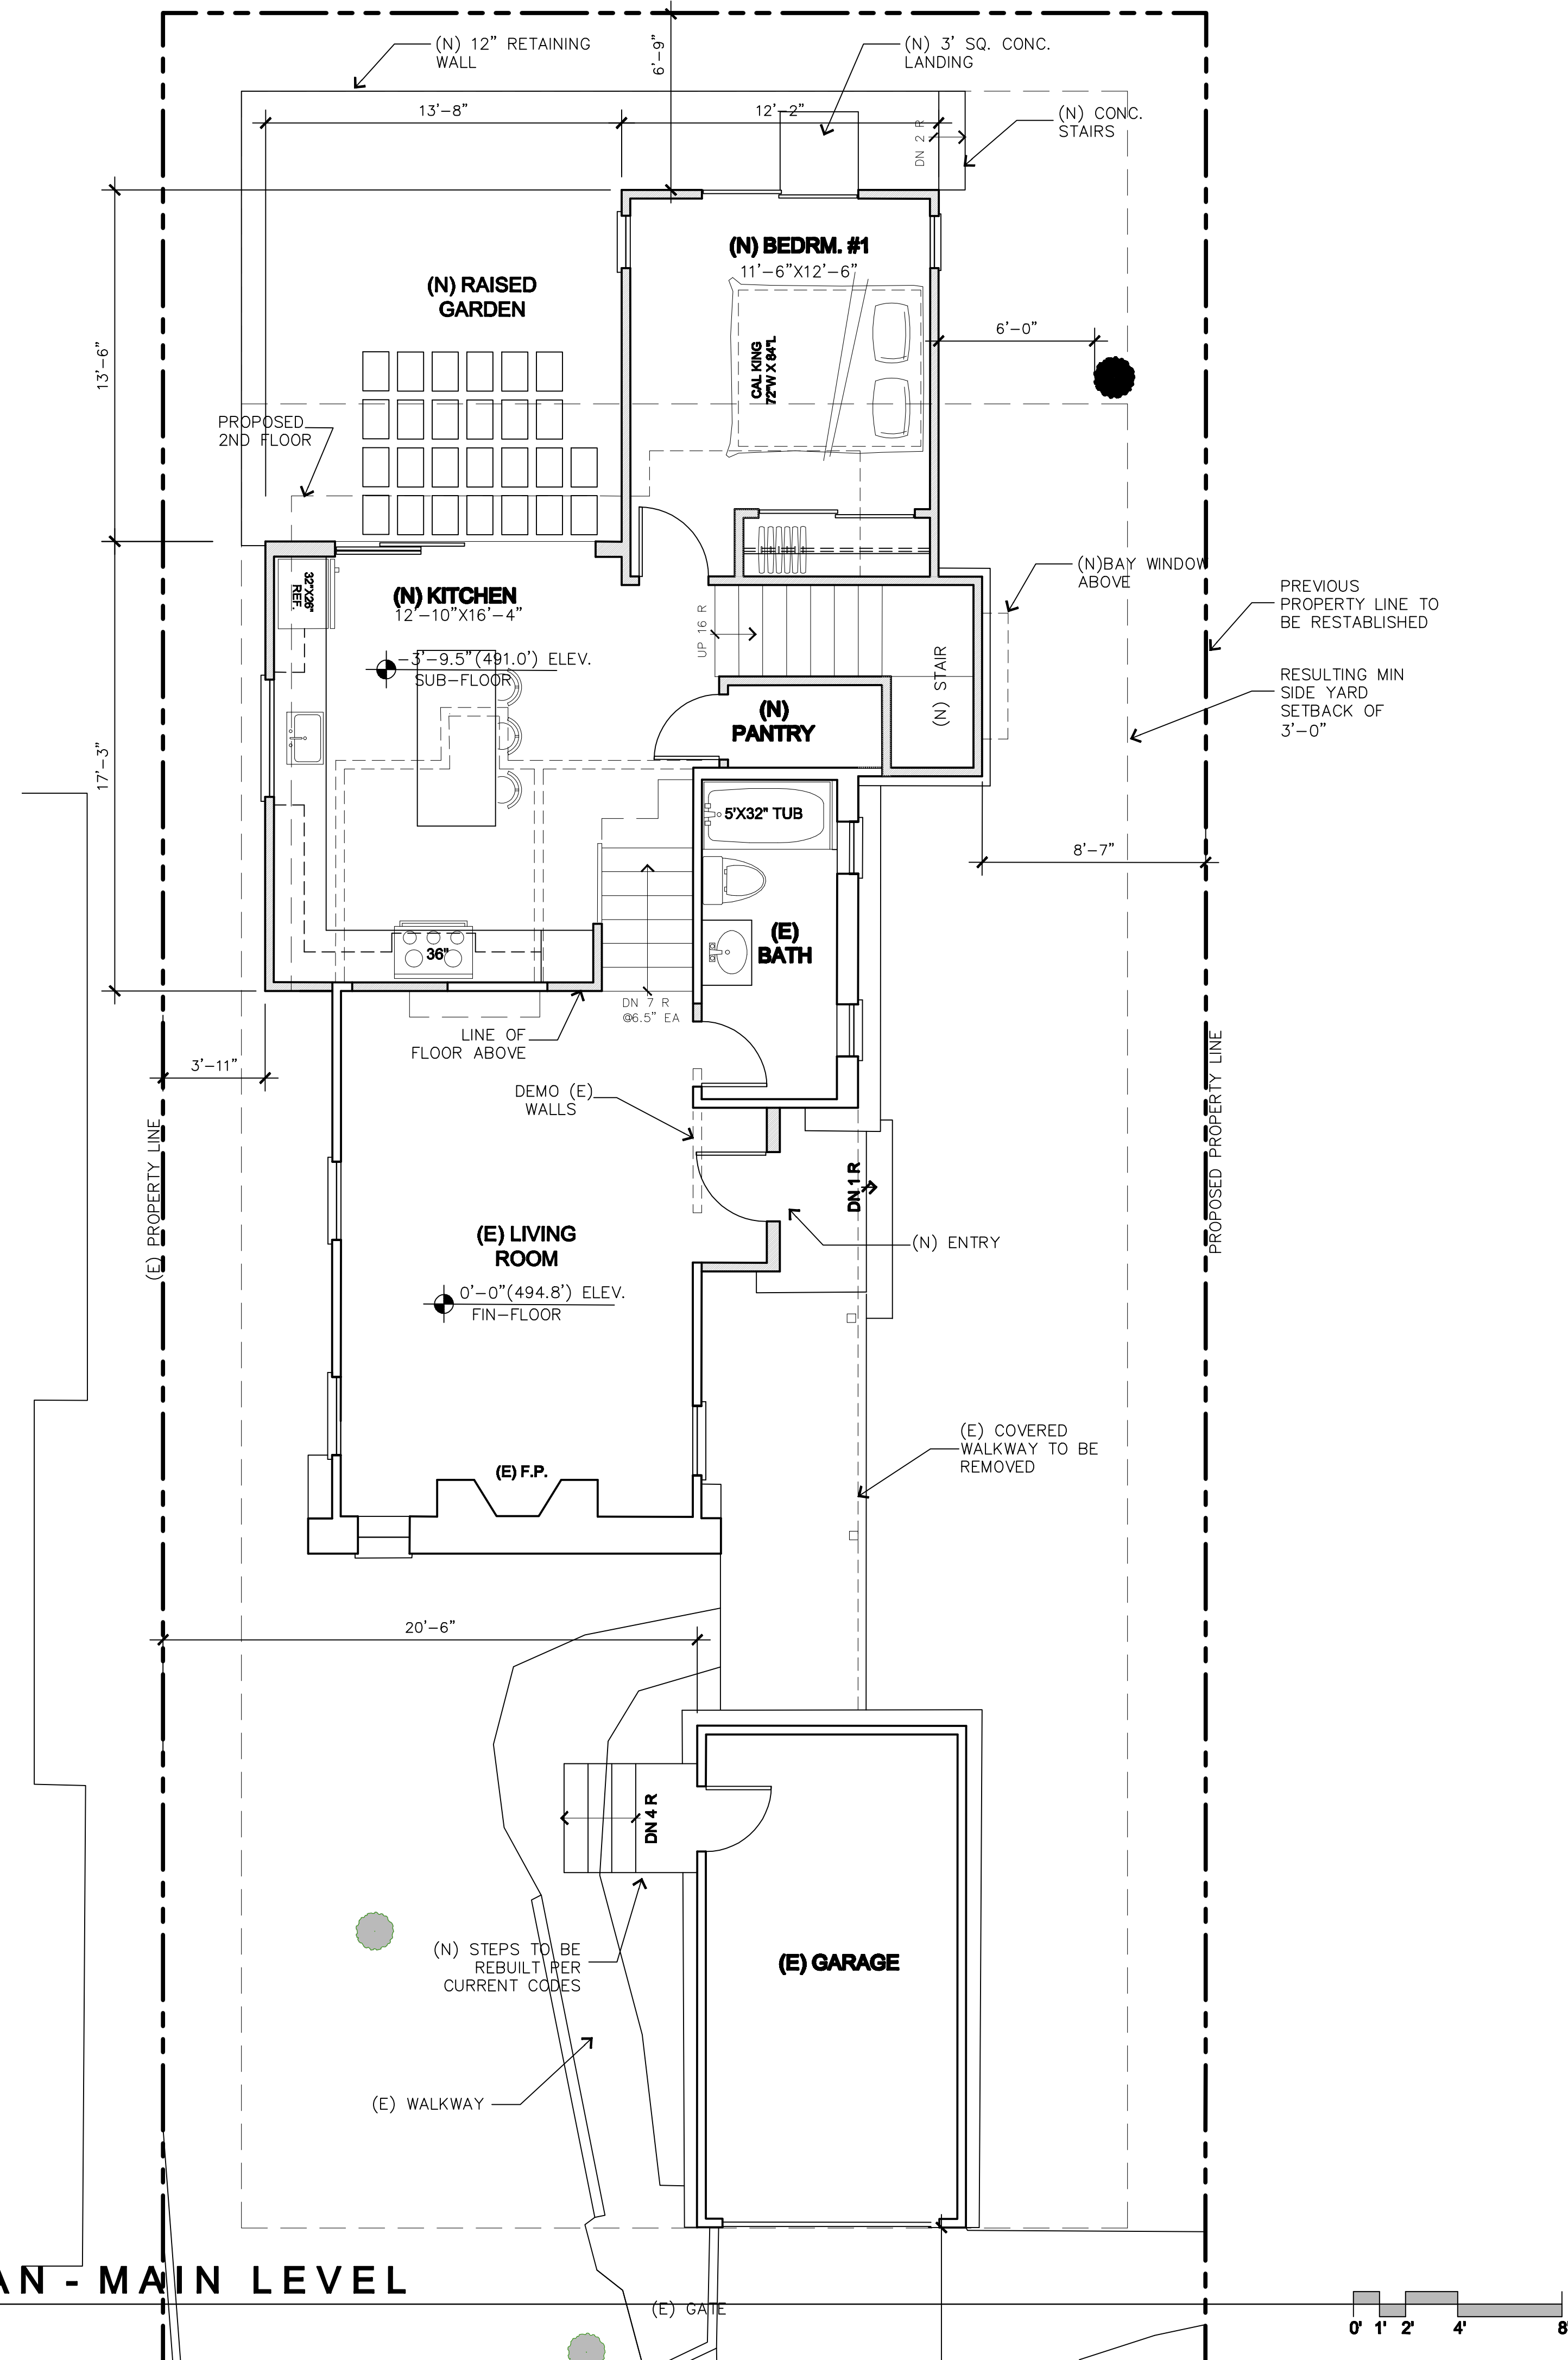 (N) 12" RETAINING
WALL
6'-9"
(N) 3' SQ. CONC.
LANDING
13'-8"
12'-2"
DN 2 R
(N) CONC.
STAIRS
(N) BEDRM. #1
11'-6"X12'-6"
(N) RAISED
GARDEN
CAL KING
72"W X 84"L
6'-0"
13'-6"
PROPOSED
2ND FLOOR
(N)BAY WINDOW
ABOVE
PREVIOUS
PROPERTY LINE TO
BE RESTABLISHED
32"X26"
REF.
(N) KITCHEN
12'-10"X16'-4"
UP 16 R
-3'-9.5"(491.0') ELEV.
SUB-FLOOR
(N) STAIR
RESULTING MIN
SIDE YARD
SETBACK OF
3'-0"
(N)
PANTRY
17'-3"
5'X32" TUB
8'-7"
(E)
BATH
36"
DN 7 R
@6.5" EA
LINE OF
FLOOR ABOVE
3'-11"
DEMO (E)
WALLS
(E) PROPERTY LINE
PROPOSED PROPERTY LINE
DN 1 R
(E) LIVING
ROOM
(N) ENTRY
0'-0"(494.8') ELEV.
FIN-FLOOR
(E) COVERED
WALKWAY TO BE
REMOVED
(E) F.P.
20'-6"
DN 4 R
(N) STEPS TO BE
REBUILT PER
CURRENT CODES
(E) GARAGE
(E) WALKWAY
AN - MAIN LEVEL
(E) GATE
0' 1' 2' 4' 8